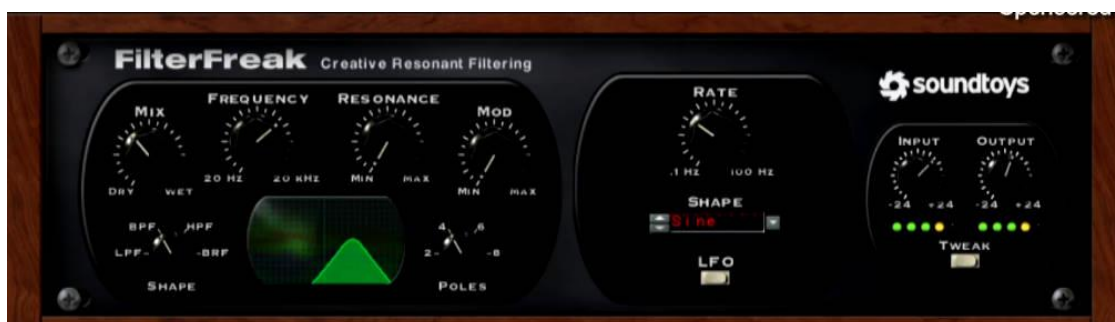 Sponsored
FilterFreak Creative Resonant Filtering
soundtoys
MIX
FREQUENCY
RESONANCE
MOD
DRY WET
20 HZ 20 KHZ
MIN MAX
MIN MAX
BPF HPF
LPF BRF
SHAPE
4 6
2 8
POLES
RATE
.1 HZ 100 HZ
SHAPE
Sine
LFO
INPUT OUTPUT
-24 +24 -24 +24
TWEAK